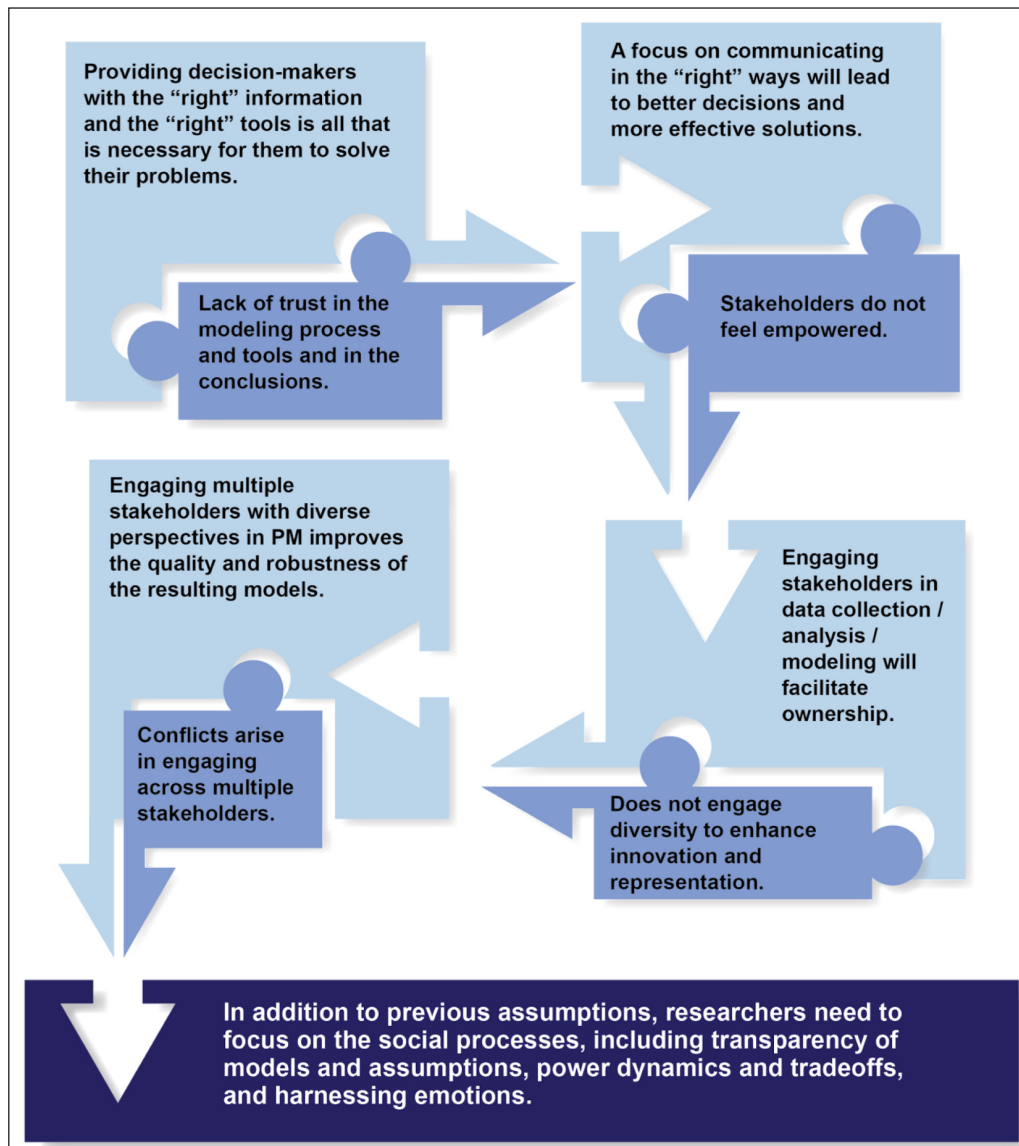 Providing decision-makers
with the “right” information
and the “right” tools is all that
is necessary for them to solve
their problems.
Lack of trust in the
modeling process
and tools and in the
conclusions.
A focus on communicating
in the “right” ways will lead
to better decisions and
more effective solutions.
Stakeholders do not
feel empowered.
Engaging
stakeholders in
data collection /
analysis /
modeling will
facilitate
ownership.
Does not engage
diversity to enhance
innovation and
representation.
Engaging multiple
stakeholders with diverse
perspectives in PM improves
the quality and robustness of
the resulting models.
Conflicts arise
in engaging
across multiple
stakeholders.
In addition to previous assumptions, researchers need to
focus on the social processes, including transparency of
models and assumptions, power dynamics and tradeoffs,
and harnessing emotions.